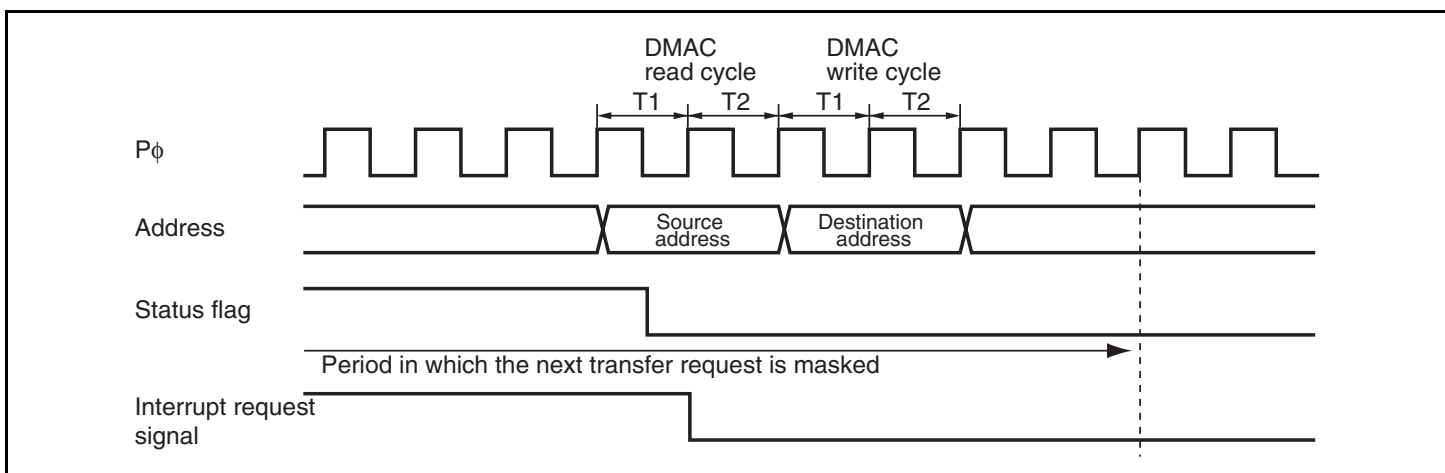 DMAC
read cycle
DMAC
write cycle
T1
T2
T1
T2
Pϕ
Address
Source
address
Destination
address
Status flag
Period in which the next transfer request is masked
Interrupt request
signal